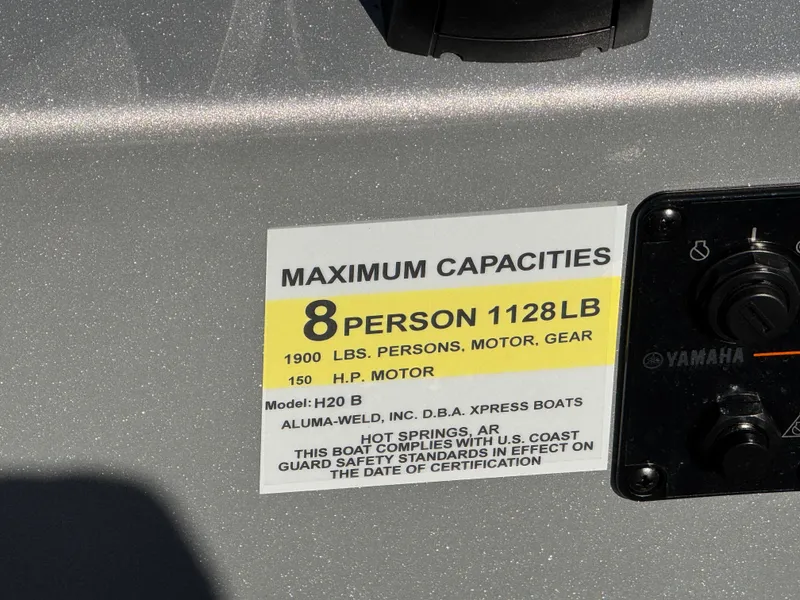 MAXIMUM CAPACITIES
8 PERSON 1128 LB
1900 LBS. PERSONS, MOTOR, GEAR
150 H.P. MOTOR
Model: H20 B
ALUMA-WELD, INC. D.B.A. XPRESS BOATS
HOT SPRINGS, AR
THIS BOAT COMPLIES WITH U.S. COAST
GUARD SAFETY STANDARDS IN EFFECT ON
THE DATE OF CERTIFICATION
YAMAHA